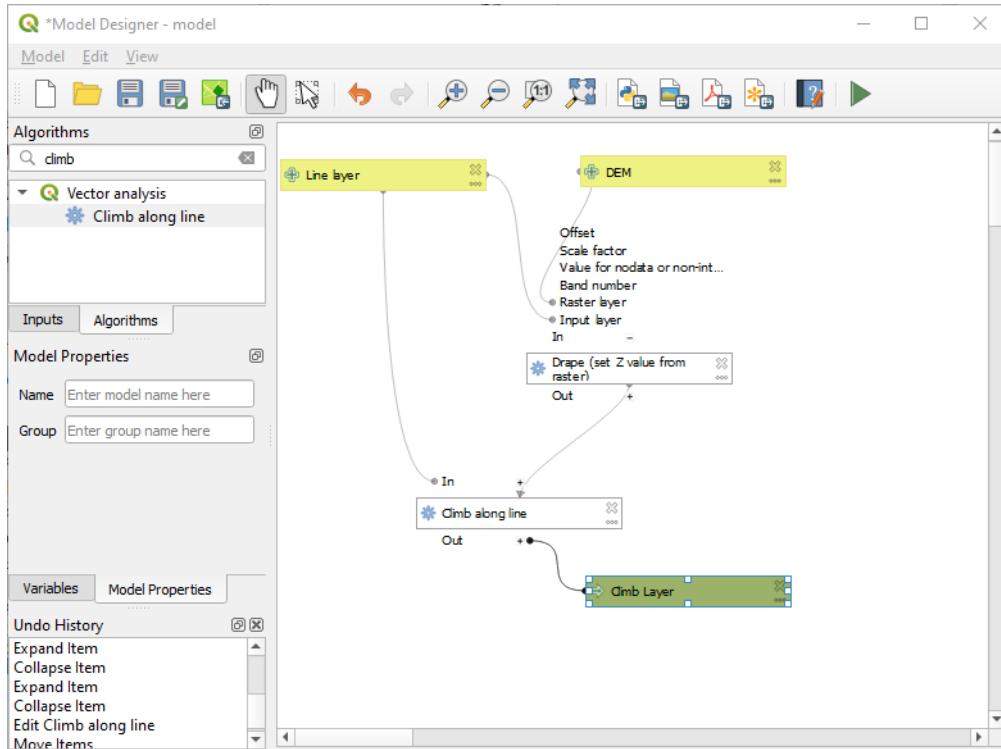 *Model Designer - model
Model Edit View
1:1
Algorithms
climb
Vector analysis
Climb along line
Inputs Algorithms
Model Properties
Name Enter model name here
Group Enter group name here
Variables Model Properties
Undo History
Expand Item
Collapse Item
Expand Item
Collapse Item
Edit Climb along line
Move Items
Line layer
DEM
Offset
Scale factor
Value for nodata or non-int...
Band number
Raster layer
Input layer
In -
Drape (set Z value from
raster)
Out +
In +
Climb along line
Out +
Climb Layer